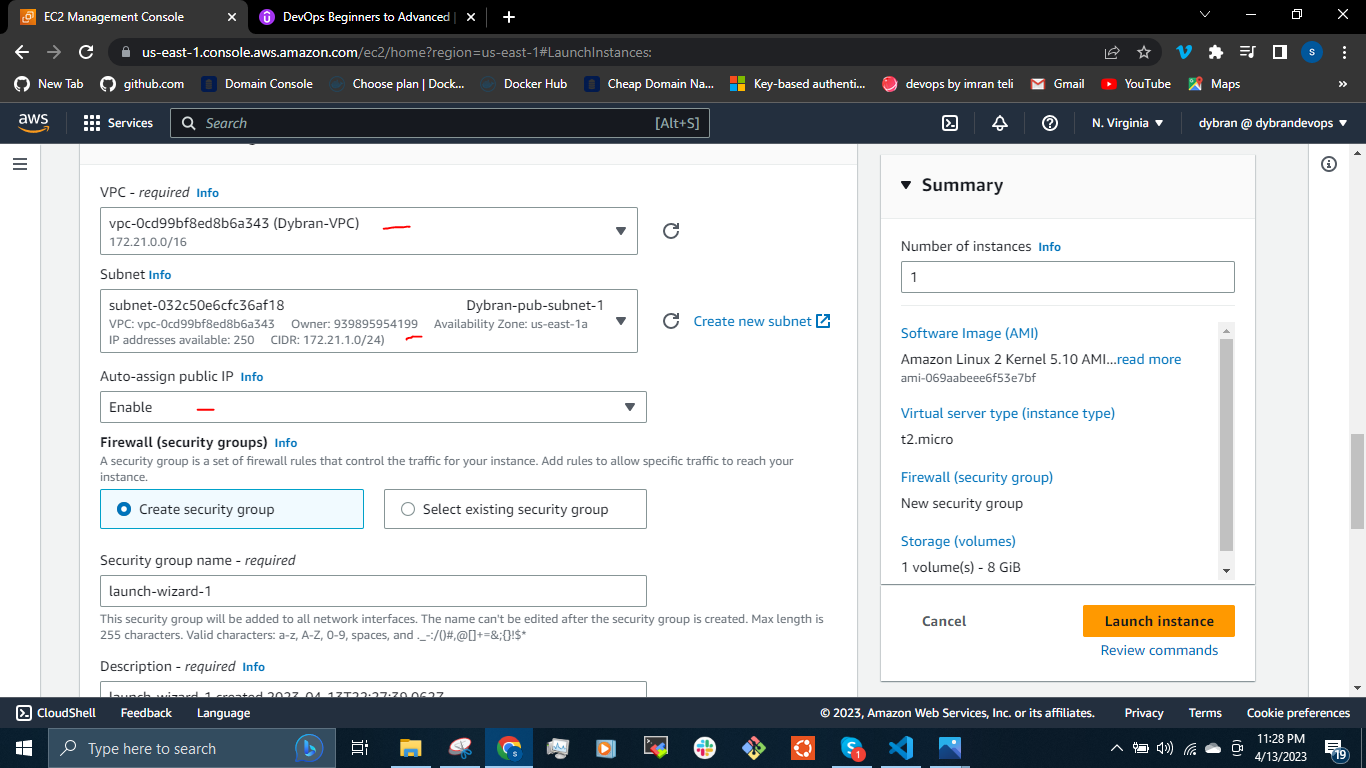 EC2 Management Console
DevOps Beginners to Advanced |
us-east-1.console.aws.amazon.com/ec2/home?region=us-east-1#LaunchInstances:
S
New Tab
github.com
Domain Console
Choose plan | Dock...
Docker Hub
Cheap Domain Na...
Key-based authenti...
devops by imran teli
Gmail
YouTube
Maps
»
aws
Services
Search
[Alt+S]
N. Virginia
dybran @ dybrandevops
VPC - required Info
vpc-0cd99bf8ed8b6a343 (Dybran-VPC)
172.21.0.0/16
Subnet Info
subnet-032c50e6cfc36af18 Dybran-pub-subnet-1
VPC: vpc-0cd99bf8ed8b6a343 Owner: 939895954199 Availability Zone: us-east-1a
IP addresses available: 250 CIDR: 172.21.1.0/24)
Create new subnet
Auto-assign public IP Info
Enable
Firewall (security groups) Info
A security group is a set of firewall rules that control the traffic for your instance. Add rules to allow specific traffic to reach your
instance.
Create security group
Select existing security group
Security group name - required
launch-wizard-1
This security group will be added to all network interfaces. The name can't be edited after the security group is created. Max length is
255 characters. Valid characters: a-z, A-Z, 0-9, spaces, and ._-:/()#,@[]+=&;{}!$*
Description - required Info
launch-wizard-1 created 2023-04-13T22:27:39.062Z
Summary
Number of instances Info
1
Software Image (AMI)
Amazon Linux 2 Kernel 5.10 AMI...read more
ami-069aabeee6f53e7bf
Virtual server type (instance type)
t2.micro
Firewall (security group)
New security group
Storage (volumes)
1 volume(s) - 8 GiB
Cancel
Launch instance
Review commands
CloudShell
Feedback
Language
© 2023, Amazon Web Services, Inc. or its affiliates.
Privacy
Terms
Cookie preferences
Type here to search
1
11:28 PM
4/13/2023
19